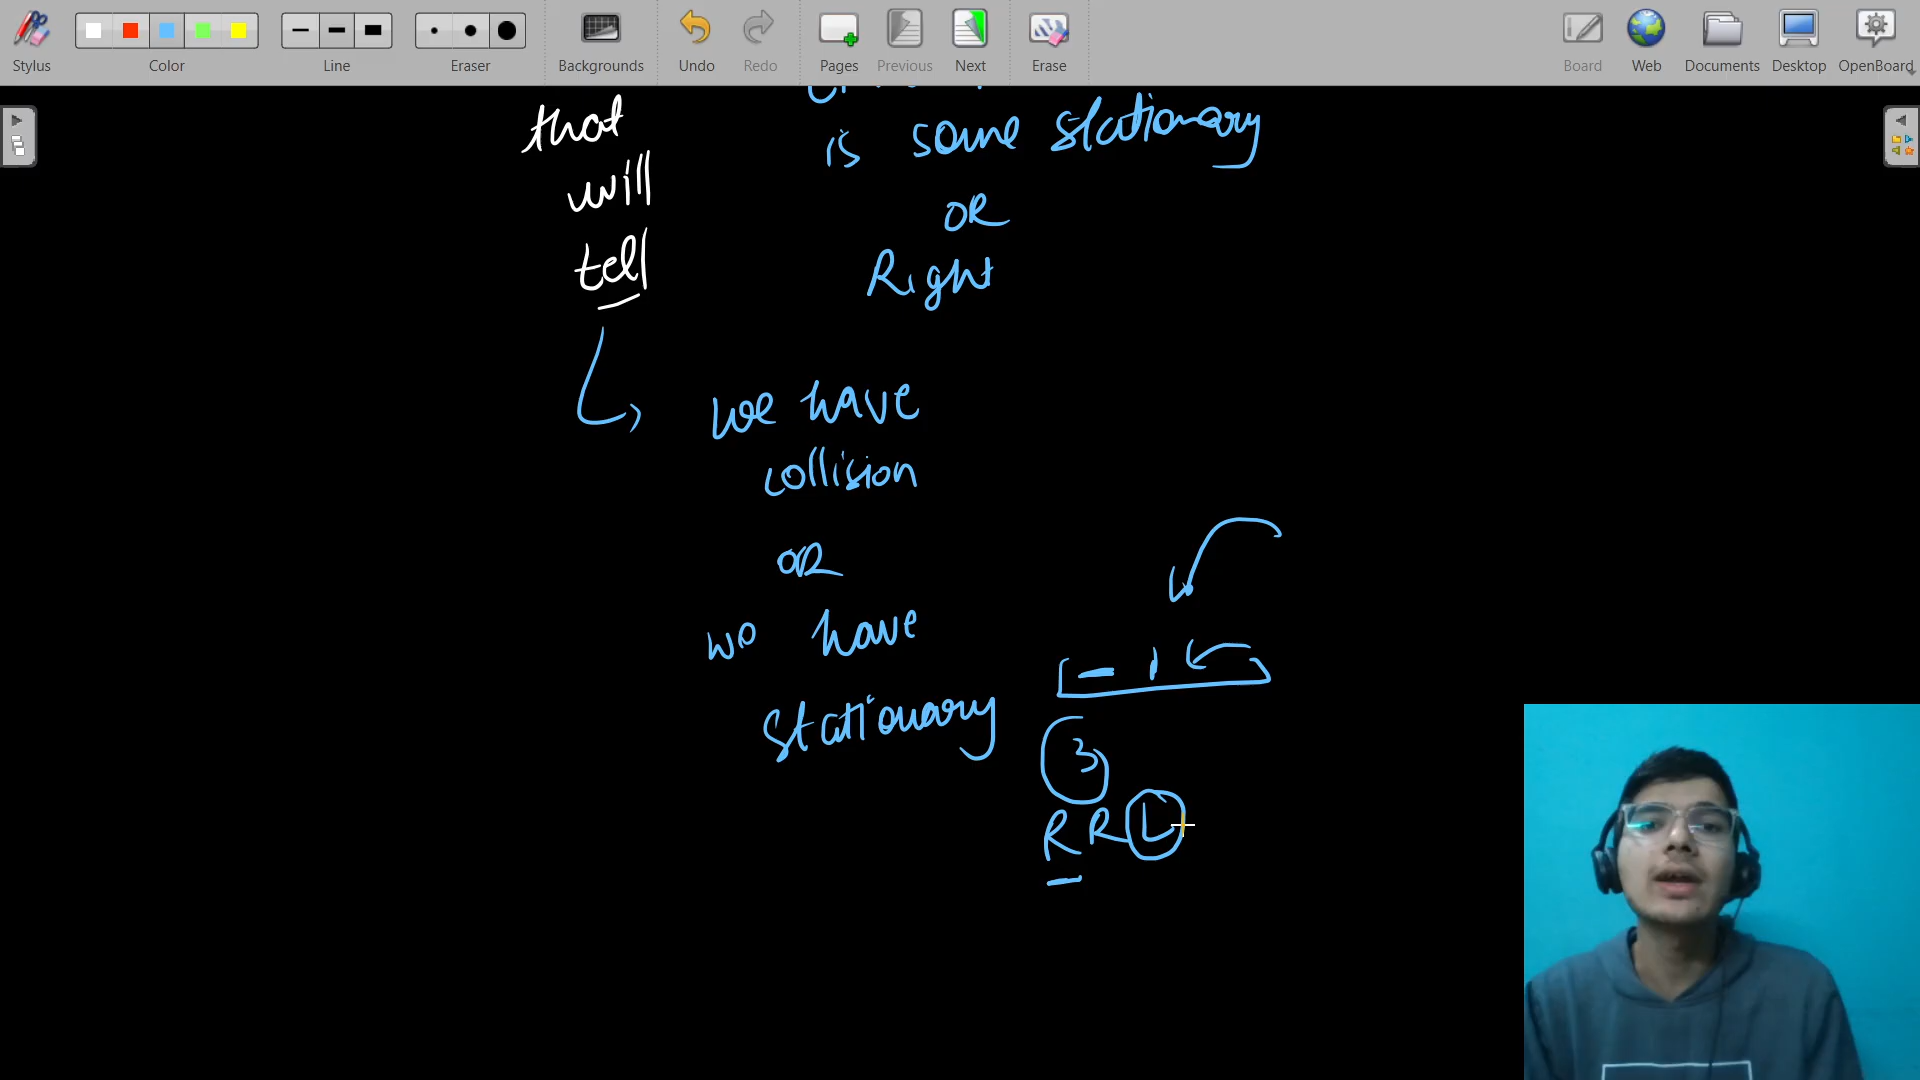 Stylus
Color
Line
Eraser
Backgrounds
Undo
Redo
Pages
Previous
Next
Erase
Board
Web
Documents
Desktop
OpenBoard
that
will
tell
is some stationary
OR
Right
we have
collision
OR
we have
stationary
3
R R L